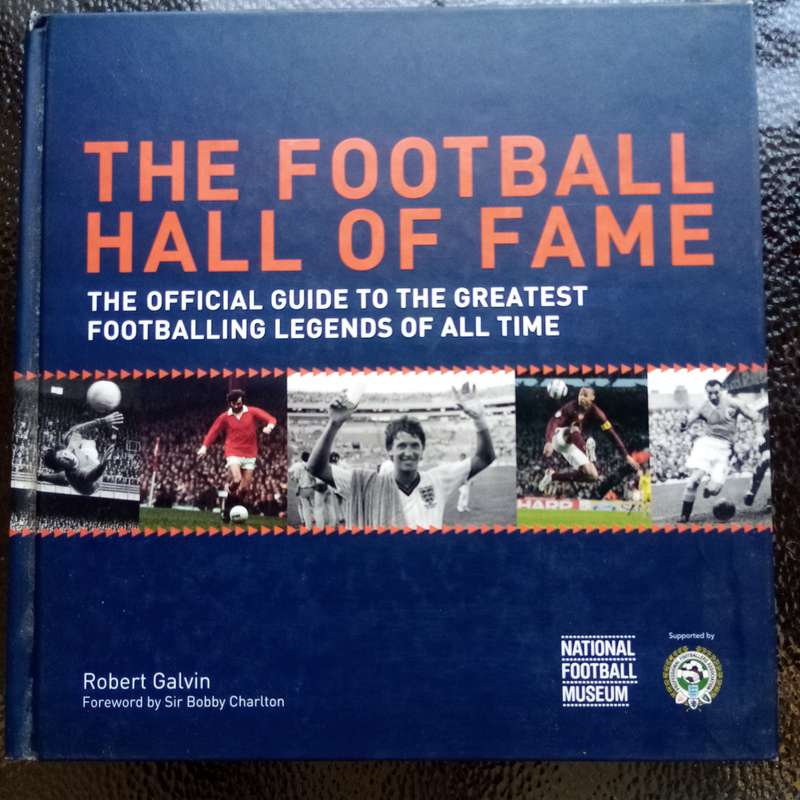 THE FOOTBALL
HALL OF FAME
THE OFFICIAL GUIDE TO THE GREATEST
FOOTBALLING LEGENDS OF ALL TIME
Robert Galvin
Foreword by Sir Bobby Charlton
NATIONAL
FOOTBALL
MUSEUM
Supported by